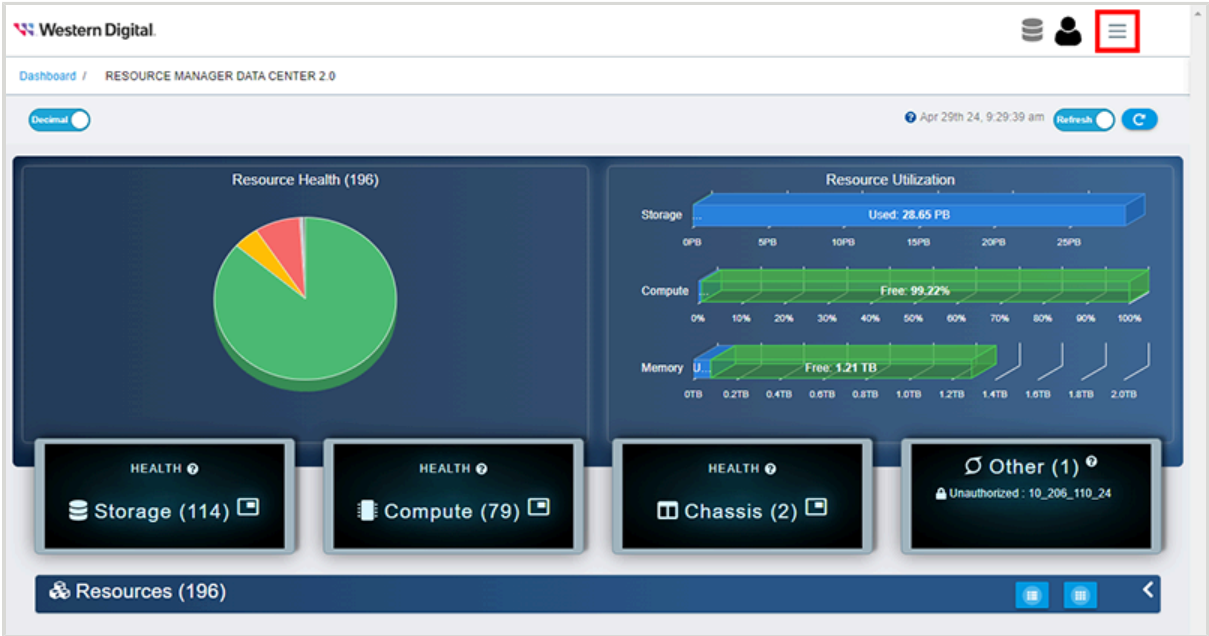 Western Digital.
Dashboard / RESOURCE MANAGER DATA CENTER 2.0
Decimal
Apr 29th 24, 9:29:39 am Refresh
Resource Health (196)
Resource Utilization
Storage ... Used: 28.65 PB
0PB 5PB 10PB 15PB 20PB 25PB
Compute ... Free: 99.22%
0% 10% 20% 30% 40% 50% 60% 70% 80% 90% 100%
Memory U... Free: 1.21 TB
0TB 0.2TB 0.4TB 0.6TB 0.8TB 1.0TB 1.2TB 1.4TB 1.6TB 1.8TB 2.0TB
HEALTH
Storage (114)
HEALTH
Compute (79)
HEALTH
Chassis (2)
Other (1)
Unauthorized : 10_206_110_24
Resources (196)